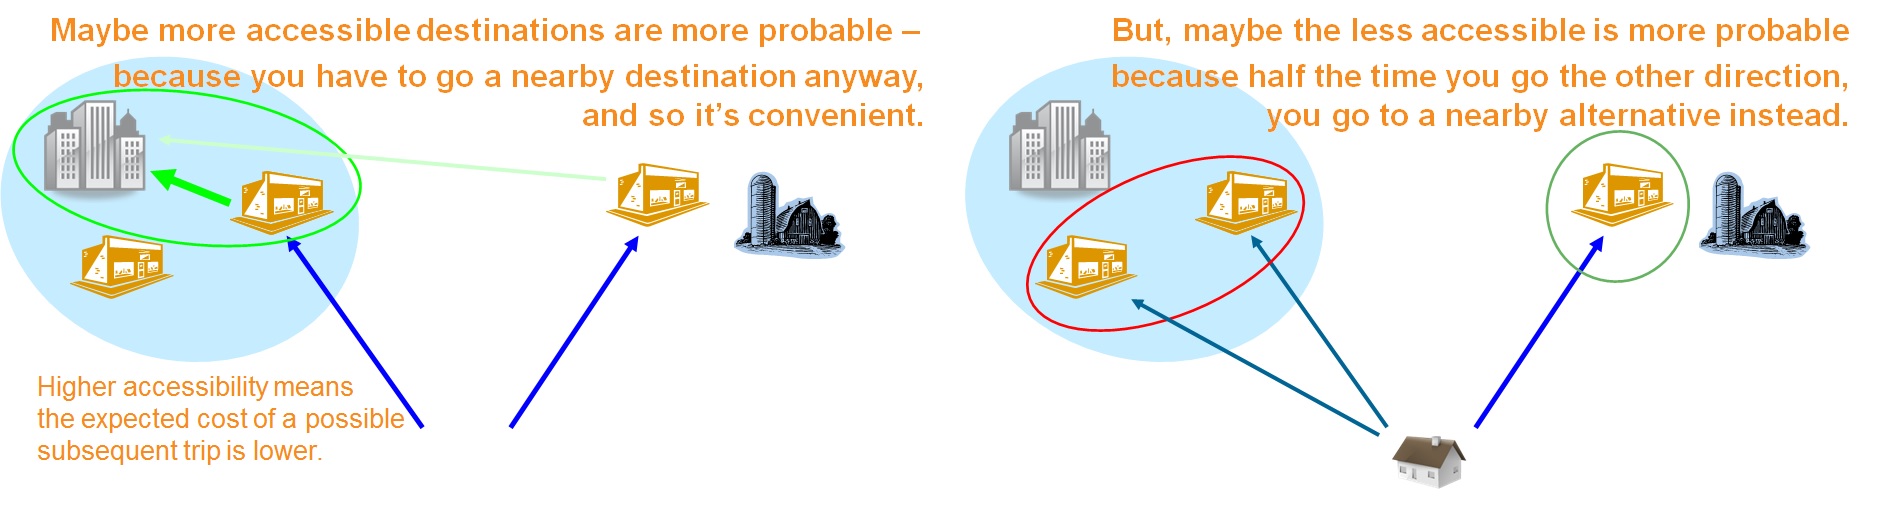 Maybe more accessible destinations are more probable –
because you have to go a nearby destination anyway,
and so it’s convenient.
Higher accessibility means
the expected cost of a possible
subsequent trip is lower.
But, maybe the less accessible is more probable
because half the time you go the other direction,
you go to a nearby alternative instead.